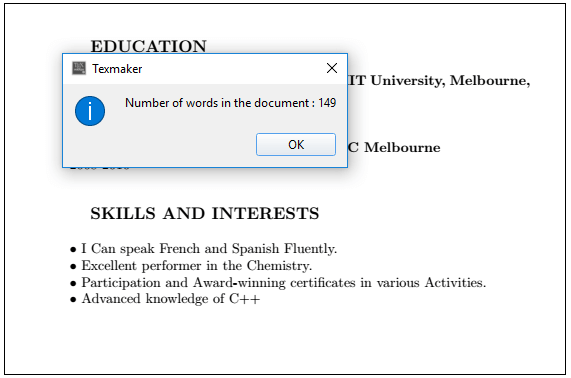 EDUCATION
Texmaker
IT University, Melbourne,
Number of words in the document : 149
OK
C Melbourne
SKILLS AND INTERESTS
• I Can speak French and Spanish Fluently.
• Excellent performer in the Chemistry.
• Participation and Award-winning certificates in various Activities.
• Advanced knowledge of C++